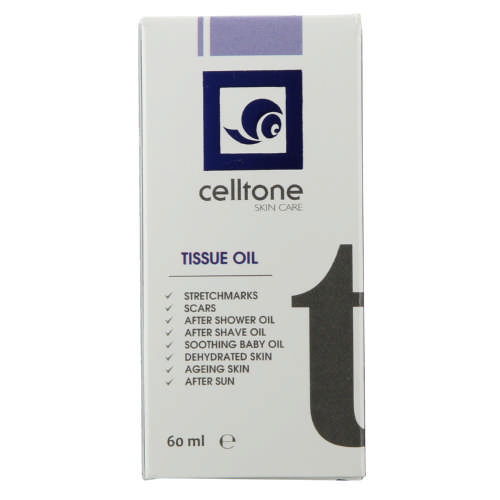 celltone
SKIN CARE
TISSUE OIL
✓ STRETCHMARKS
✓ SCARS
✓ AFTER SHOWER OIL
✓ AFTER SHAVE OIL
✓ SOOTHING BABY OIL
✓ DEHYDRATED SKIN
✓ AGEING SKIN
✓ AFTER SUN
t
60 ml ℮